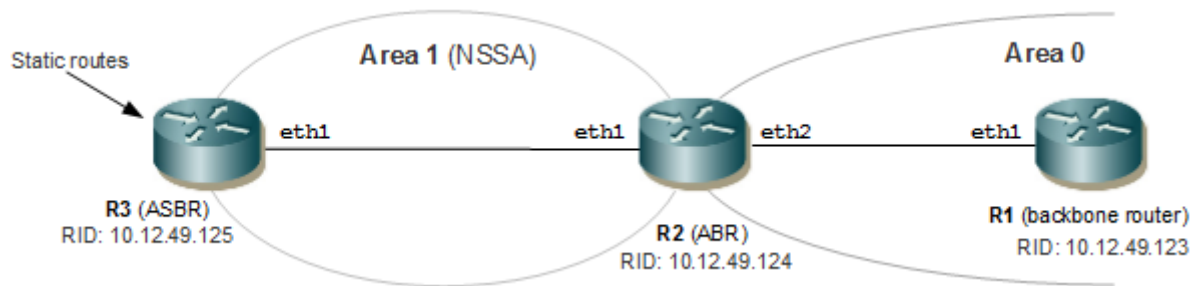 Area 1 (NSSA)
Area 0
Static routes
eth1
eth1
eth2
eth1
R3 (ASBR)
RID: 10.12.49.125
R2 (ABR)
RID: 10.12.49.124
R1 (backbone router)
RID: 10.12.49.123